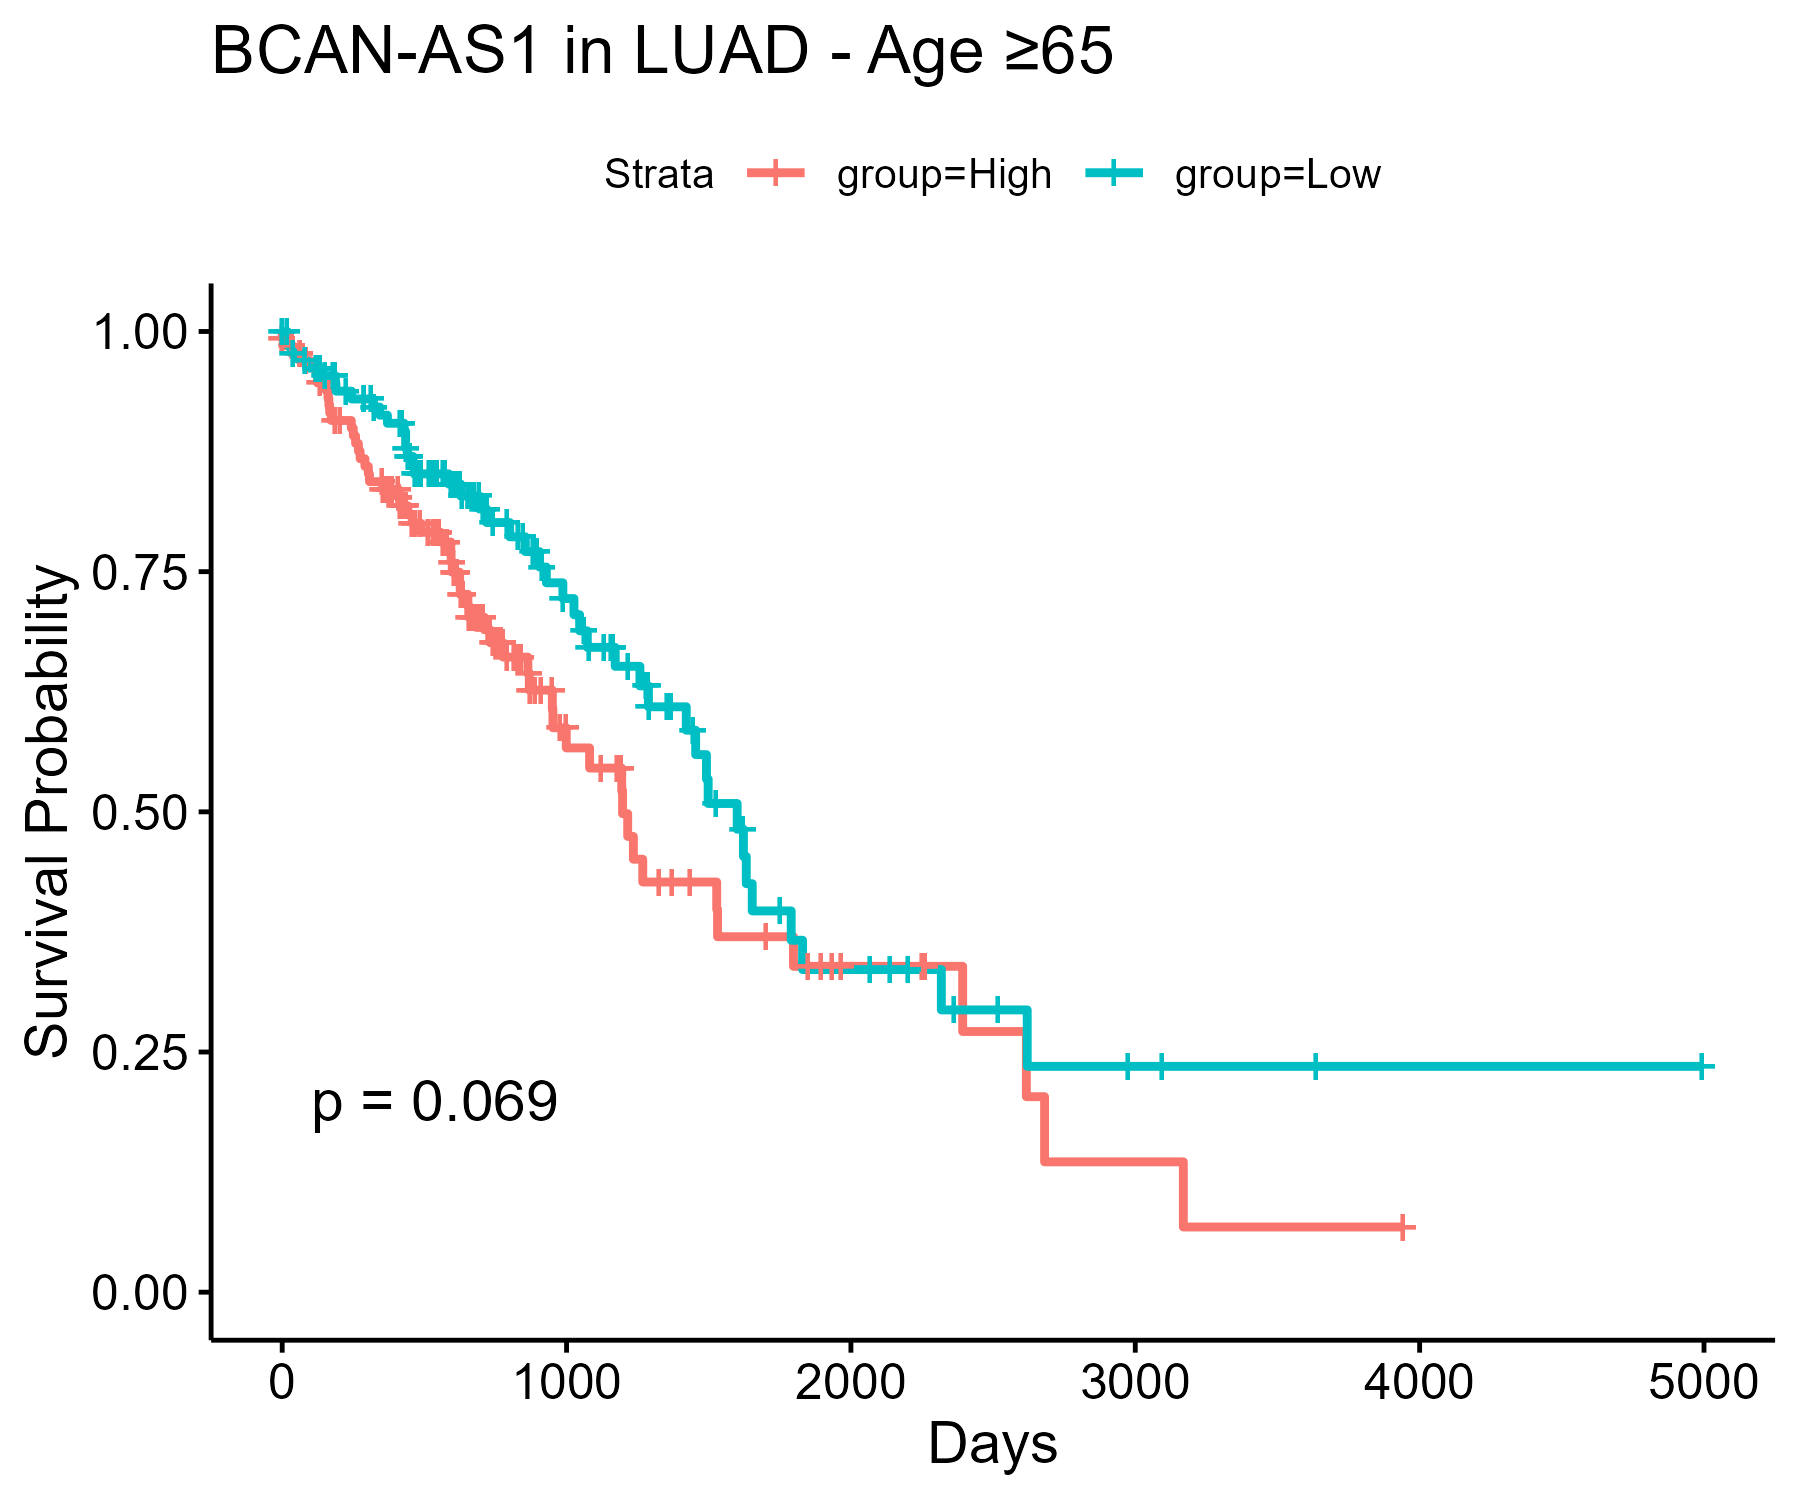 BCAN-AS1 in LUAD - Age ≥65
Strata group=High group=Low
Survival Probability
1.00
0.75
0.50
0.25
0.00
p = 0.069
0 1000 2000 3000 4000 5000
Days